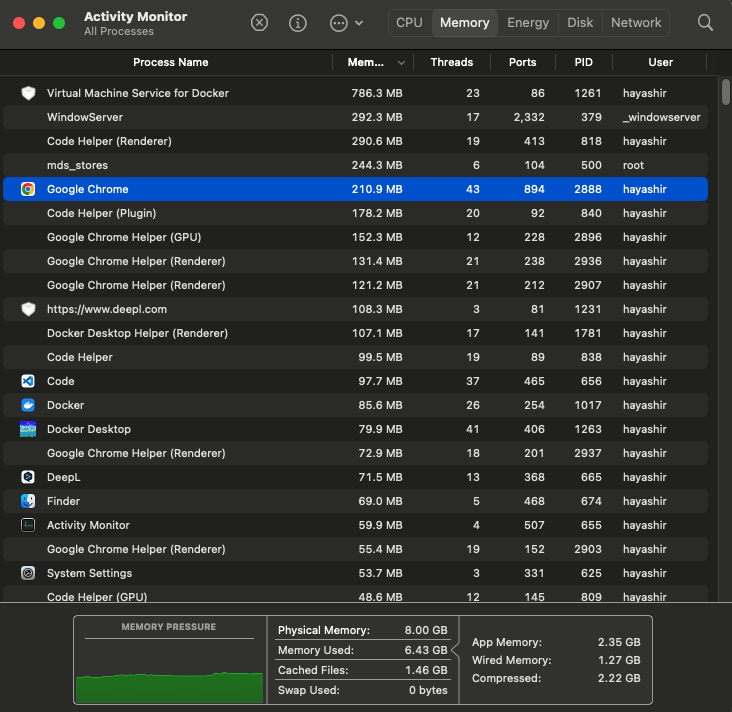 Activity Monitor
All Processes
CPU Memory Energy Disk Network
Process Name Mem... Threads Ports PID User
Virtual Machine Service for Docker 786.3 MB 23 86 1261 hayashir
WindowServer 292.3 MB 17 2,332 379 _windowserver
Code Helper (Renderer) 290.6 MB 19 413 818 hayashir
mds_stores 244.3 MB 6 104 500 root
Google Chrome 210.9 MB 43 894 2888 hayashir
Code Helper (Plugin) 178.2 MB 20 92 840 hayashir
Google Chrome Helper (GPU) 152.3 MB 12 228 2896 hayashir
Google Chrome Helper (Renderer) 131.4 MB 21 238 2936 hayashir
Google Chrome Helper (Renderer) 121.2 MB 21 212 2907 hayashir
https://www.deepl.com 108.3 MB 3 81 1231 hayashir
Docker Desktop Helper (Renderer) 107.1 MB 17 141 1781 hayashir
Code Helper 99.5 MB 19 89 838 hayashir
Code 97.7 MB 37 465 656 hayashir
Docker 85.6 MB 26 254 1017 hayashir
Docker Desktop 79.9 MB 41 406 1263 hayashir
Google Chrome Helper (Renderer) 72.9 MB 18 201 2937 hayashir
DeepL 71.5 MB 13 368 665 hayashir
Finder 69.0 MB 5 468 674 hayashir
Activity Monitor 59.9 MB 4 507 655 hayashir
Google Chrome Helper (Renderer) 55.4 MB 19 152 2903 hayashir
System Settings 53.7 MB 3 331 625 hayashir
Code Helper (GPU) 48.6 MB 12 145 809 hayashir
MEMORY PRESSURE
Physical Memory: 8.00 GB
Memory Used: 6.43 GB
Cached Files: 1.46 GB
Swap Used: 0 bytes
App Memory: 2.35 GB
Wired Memory: 1.27 GB
Compressed: 2.22 GB